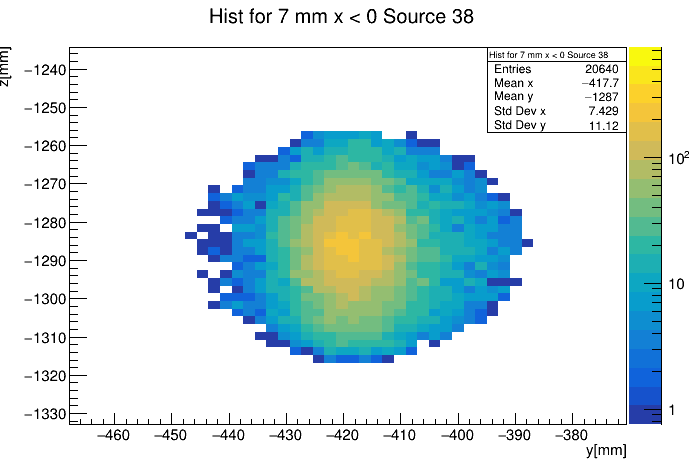 Hist for 7 mm x < 0 Source 38
z[mm]
Hist for 7 mm x < 0 Source 38
Entries 20640
Mean x −417.7
Mean y −1287
Std Dev x 7.429
Std Dev y 11.12
−1240
−1250
−1260
−1270
−1280
−1290
−1300
−1310
−1320
−1330
10²
10
1
−460 −450 −440 −430 −420 −410 −400 −390 −380
y[mm]